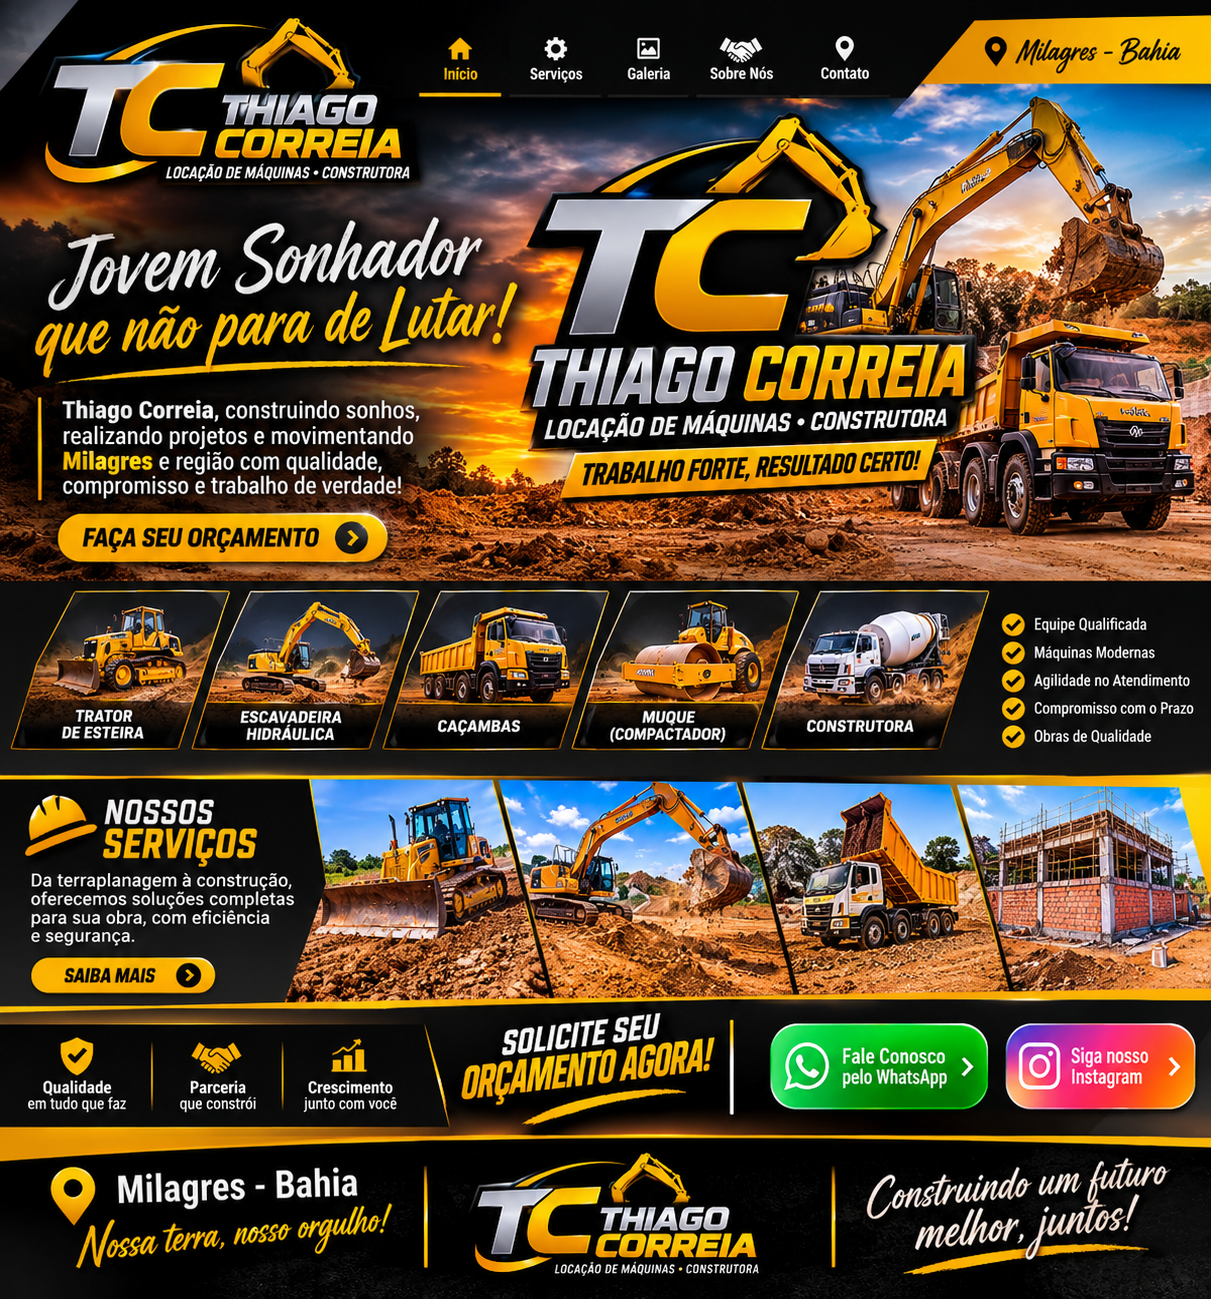 TC THIAGO
CORREIA
LOCAÇÃO DE MÁQUINAS • CONSTRUTORA
Início
Serviços
Galeria
Sobre Nós
Contato
Milagres - Bahia
Jovem Sonhador
que não para de Lutar!
Thiago Correia, construindo sonhos,
realizando projetos e movimentando
Milagres e região com qualidade,
compromisso e trabalho de verdade!
FAÇA SEU ORÇAMENTO
TC
THIAGO CORREIA
LOCAÇÃO DE MÁQUINAS • CONSTRUTORA
TRABALHO FORTE, RESULTADO CERTO!
TRATOR
DE ESTEIRA
ESCAVADEIRA
HIDRÁULICA
CAÇAMBAS
MUQUE
(COMPACTADOR)
CONSTRUTORA
Equipe Qualificada
Máquinas Modernas
Agilidade no Atendimento
Compromisso com o Prazo
Obras de Qualidade
NOSSOS
SERVIÇOS
Da terraplanagem à construção,
oferecemos soluções completas
para sua obra, com eficiência
e segurança.
SAIBA MAIS
Qualidade
em tudo que faz
Parceria
que constrói
Crescimento
junto com você
SOLICITE SEU
ORÇAMENTO AGORA!
Fale Conosco
pelo WhatsApp
Siga nosso
Instagram
Milagres - Bahia
Nossa terra, nosso orgulho!
TC THIAGO
CORREIA
LOCAÇÃO DE MÁQUINAS • CONSTRUTORA
Construindo um futuro
melhor, juntos!